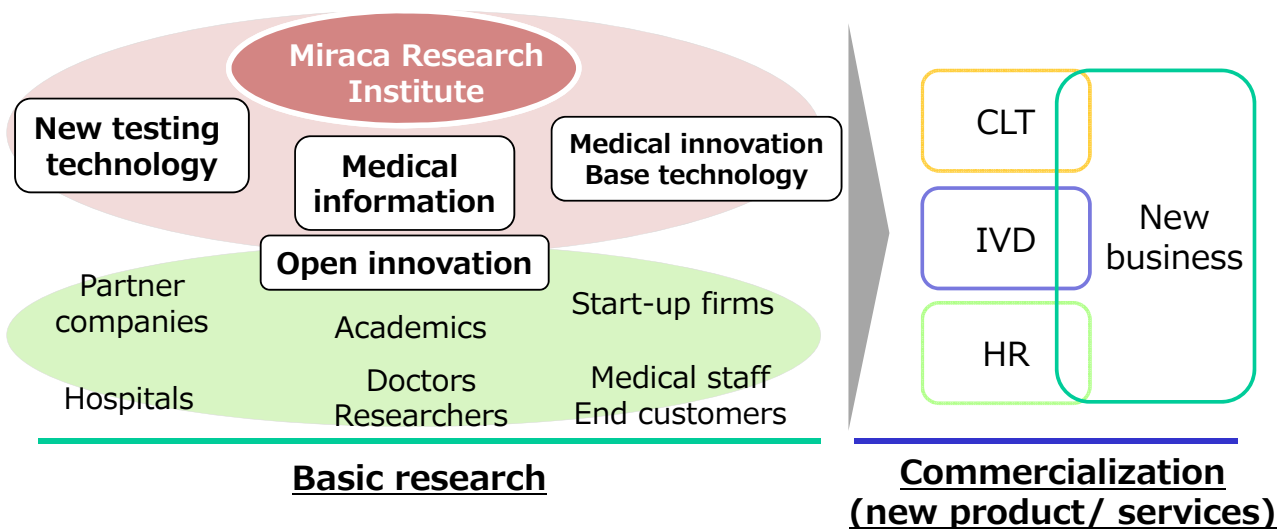 Miraca Research
Institute
New testing
technology
Medical
information
Medical innovation
Base technology
Open innovation
Partner
companies
Academics
Start-up firms
Hospitals
Doctors
Researchers
Medical staff
End customers
Basic research
CLT
IVD
HR
New
business
Commercialization
(new product/ services)